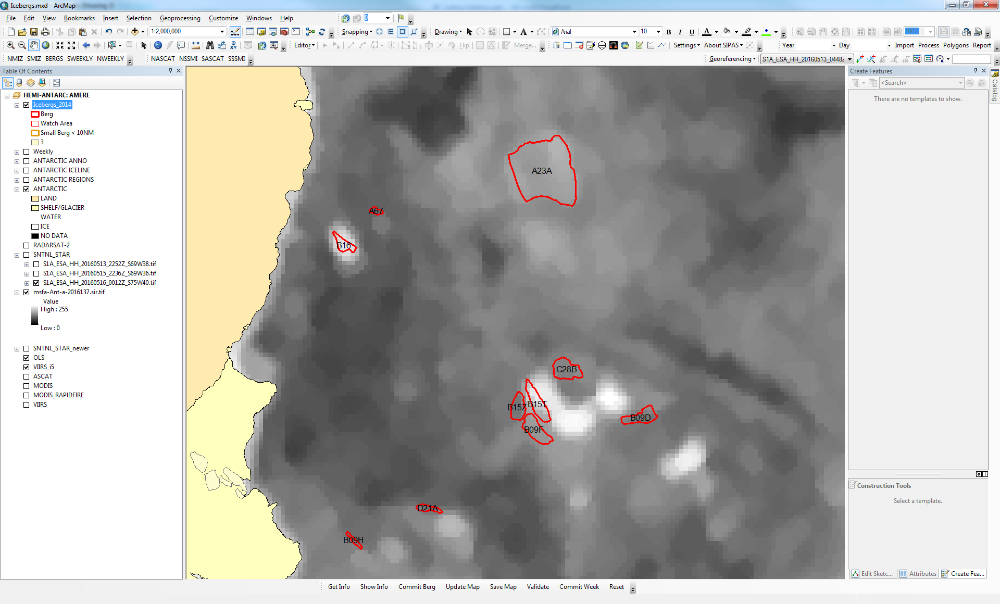 Icebergs.mxd - ArcMap
File Edit View Bookmarks Insert Selection Geoprocessing Customize Windows Help 0
1:2,000,000 Snapping Drawing A Arial 10 B I U A 100%
Editor Flip Merge... Settings About SIPAS Year Day Import Process Polygons Report
NMIZ SMIZ BERGS SWEEKLY NWEEKLY NASCAT NSSMI SASCAT SSSMI Georeferencing S1A_ESA_HH_20160513_0448Z
Table Of Contents
HEMI-ANTARC: AMERE
Icebergs_2014
Berg
Watch Area
Small Berg < 10NM
3
Weekly
ANTARCTIC ANNO
ANTARCTIC ICELINE
ANTARCTIC REGIONS
ANTARCTIC
LAND
SHELF/GLACIER
WATER
ICE
NO DATA
RADARSAT-2
SNTNL_STAR
S1A_ESA_HH_20160513_2252Z_S69W38.tif
S1A_ESA_HH_20160515_2236Z_S69W36.tif
S1A_ESA_HH_20160516_0012Z_S75W40.tif
msfa-Ant-a-2016137.sir.tif
Value
High : 255
Low : 0
SNTNL_STAR_newer
OLS
VIIRS_i5
ASCAT
MODIS
MODIS_RAPIDFIRE
VIIRS
A23A
A67
B16
C28B
B15Z
B15T
B09D
B09F
D21A
B09H
Create Features
<Search>
There are no templates to show.
Catalog
Construction Tools
Select a template.
Edit Sketc... Attributes Create Fea...
Get Info Show Info Commit Berg Update Map Save Map Validate Commit Week Reset